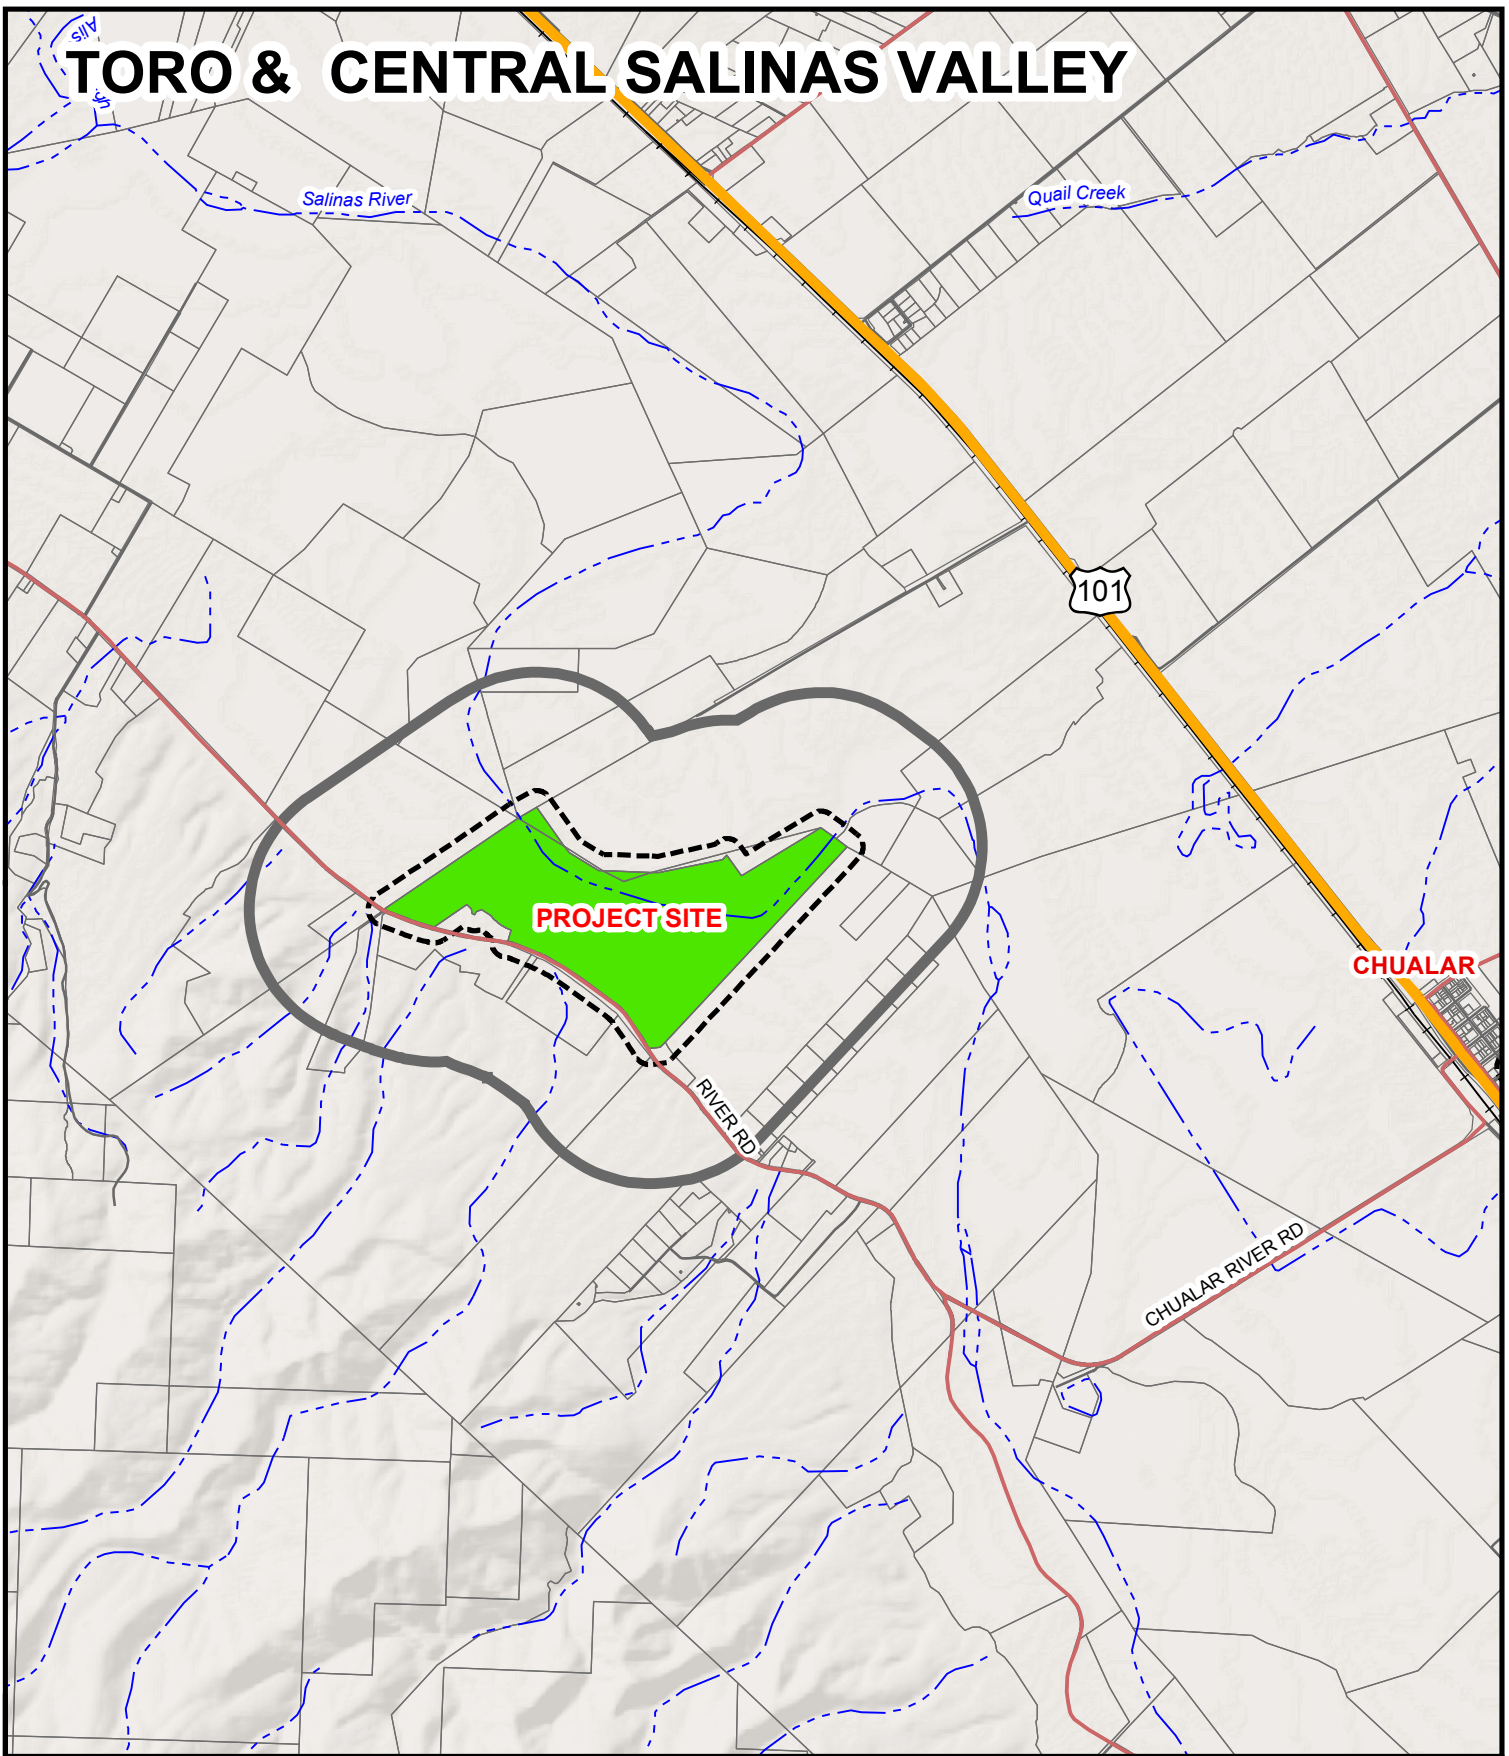 TORO & CENTRAL SALINAS VALLEY
Salinas River
Quail Creek
101
PROJECT SITE
CHUALAR
RIVER RD
CHUALAR RIVER RD